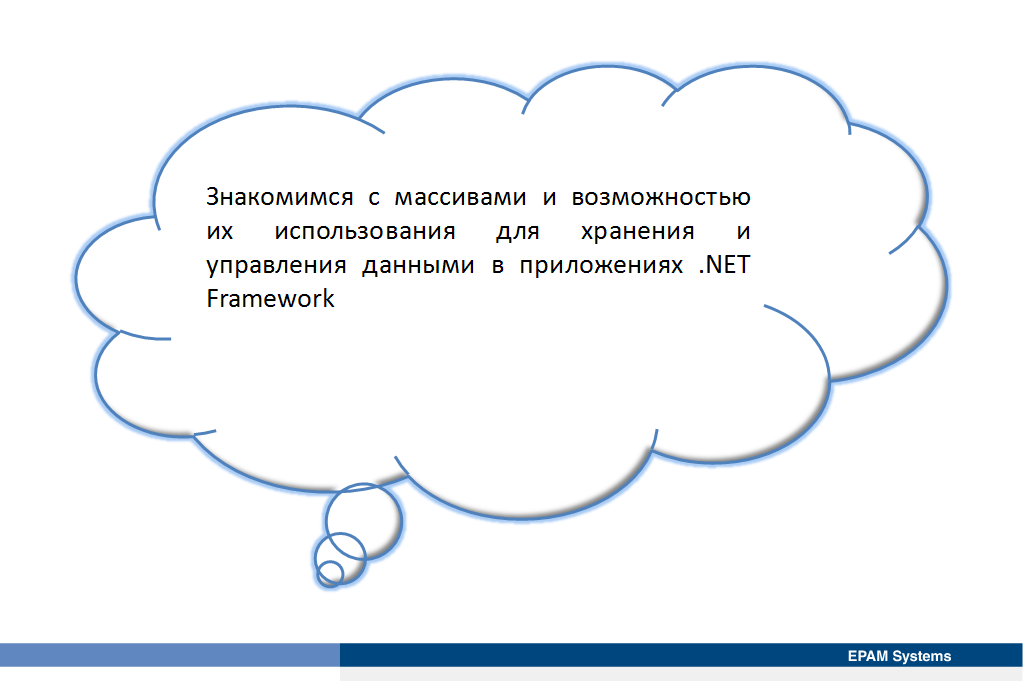 Знакомимся с массивами и возможностью
их использования для хранения и
управления данными в приложениях .NET
Framework
EPAM Systems